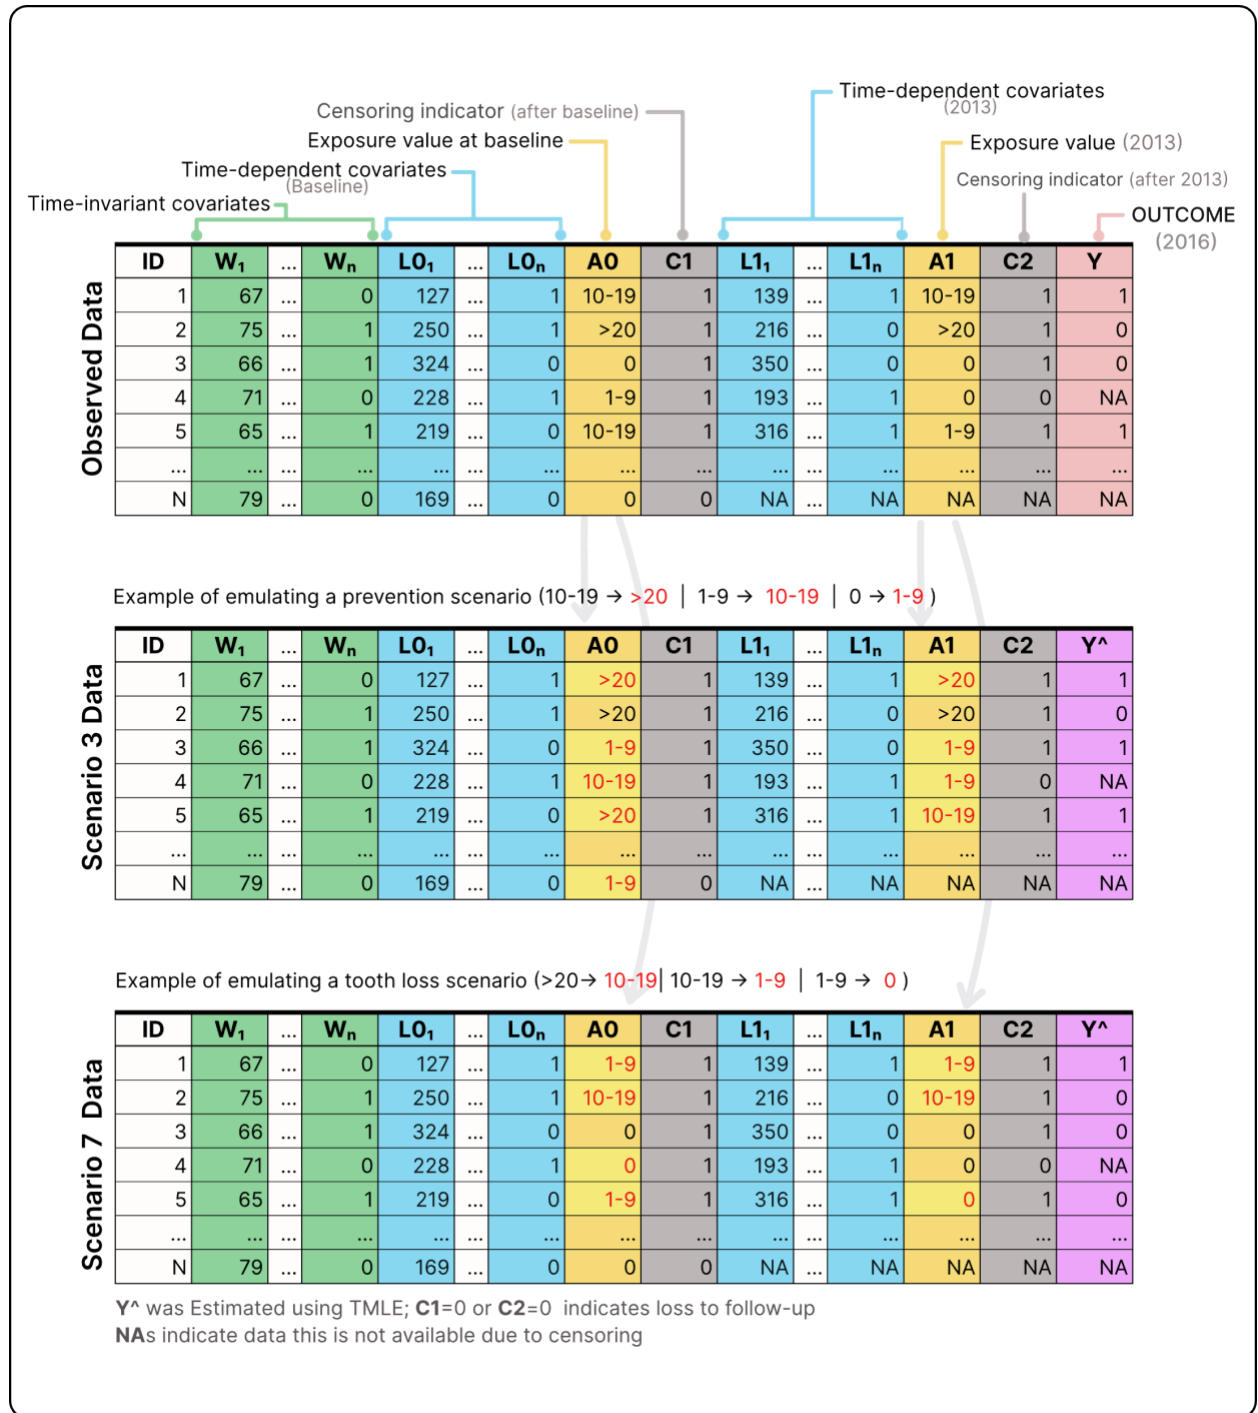 Time-dependent covariates
(2013)
Censoring indicator (after baseline)
Exposure value at baseline
Exposure value (2013)
Time-dependent covariates
(Baseline)
Censoring indicator (after 2013)
Time-invariant covariates
OUTCOME
(2016)
Observed Data
ID W₁ ... Wₙ L0₁ ... L0ₙ A0 C1 L1₁ ... L1ₙ A1 C2 Y
1 67 ... 0 127 ... 1 10-19 1 139 ... 1 10-19 1 1
2 75 ... 1 250 ... 1 >20 1 216 ... 0 >20 1 0
3 66 ... 1 324 ... 0 0 1 350 ... 0 0 1 0
4 71 ... 0 228 ... 1 1-9 1 193 ... 1 0 0 NA
5 65 ... 1 219 ... 0 10-19 1 316 ... 1 1-9 1 1
... ... ... ... ... ... ... ... ... ... ... ... ...
N 79 ... 0 169 ... 0 0 0 NA ... NA NA NA NA
Example of emulating a prevention scenario (10-19 → >20 | 1-9 → 10-19 | 0 → 1-9 )
Scenario 3 Data
ID W₁ ... Wₙ L0₁ ... L0ₙ A0 C1 L1₁ ... L1ₙ A1 C2 Y^
1 67 ... 0 127 ... 1 >20 1 139 ... 1 >20 1 1
2 75 ... 1 250 ... 1 >20 1 216 ... 0 >20 1 0
3 66 ... 1 324 ... 0 1-9 1 350 ... 0 1-9 1 1
4 71 ... 0 228 ... 1 10-19 1 193 ... 1 1-9 0 NA
5 65 ... 1 219 ... 0 >20 1 316 ... 1 10-19 1 1
... ... ... ... ... ... ... ... ... ... ... ... ...
N 79 ... 0 169 ... 0 1-9 0 NA ... NA NA NA NA
Example of emulating a tooth loss scenario (>20→ 10-19| 10-19 → 1-9 | 1-9 → 0 )
Scenario 7 Data
ID W₁ ... Wₙ L0₁ ... L0ₙ A0 C1 L1₁ ... L1ₙ A1 C2 Y^
1 67 ... 0 127 ... 1 1-9 1 139 ... 1 1-9 1 1
2 75 ... 1 250 ... 1 10-19 1 216 ... 0 10-19 1 0
3 66 ... 1 324 ... 0 0 1 350 ... 0 0 1 0
4 71 ... 0 228 ... 1 0 1 193 ... 1 0 0 NA
5 65 ... 1 219 ... 0 1-9 1 316 ... 1 0 1 0
... ... ... ... ... ... ... ... ... ... ... ... ...
N 79 ... 0 169 ... 0 0 0 NA ... NA NA NA NA
Y^ was Estimated using TMLE; C1=0 or C2=0 indicates loss to follow-up
NAs indicate data this is not available due to censoring